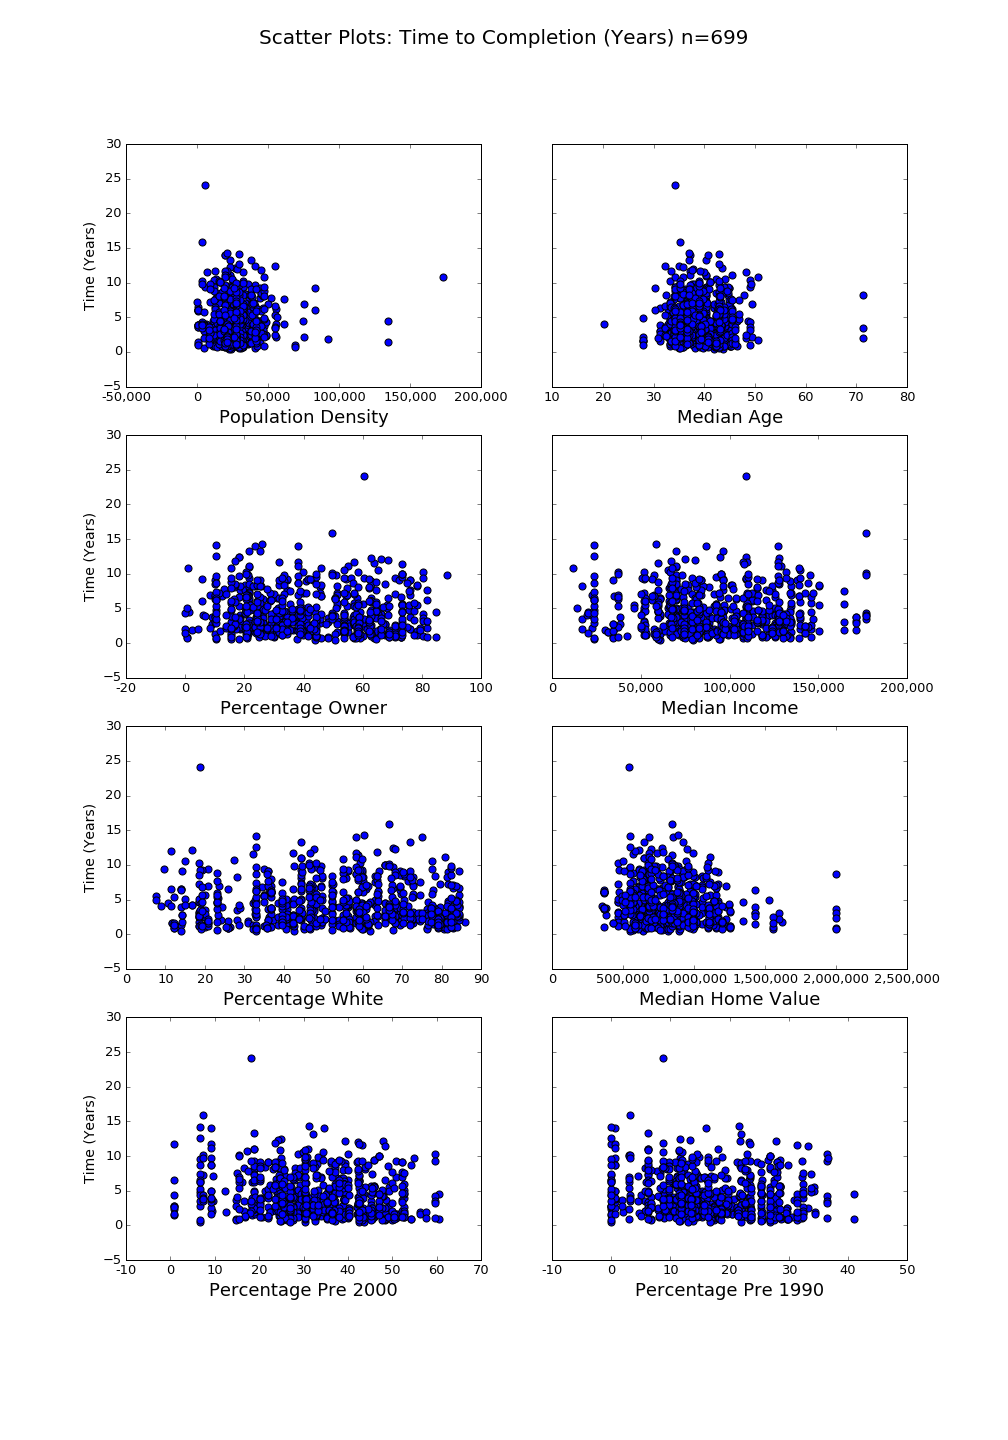 Scatter Plots: Time to Completion (Years) n=699
30
25
20
15
10
5
0
−5
Time (Years)
-50,000 0 50,000 100,000 150,000 200,000
Population Density
10 20 30 40 50 60 70 80
Median Age
30
25
20
15
10
5
0
−5
Time (Years)
-20 0 20 40 60 80 100
Percentage Owner
0 50,000 100,000 150,000 200,000
Median Income
30
25
20
15
10
5
0
−5
Time (Years)
0 10 20 30 40 50 60 70 80 90
Percentage White
0 500,000 1,000,000 1,500,000 2,000,000 2,500,000
Median Home Value
30
25
20
15
10
5
0
−5
Time (Years)
-10 0 10 20 30 40 50 60 70
Percentage Pre 2000
-10 0 10 20 30 40 50
Percentage Pre 1990